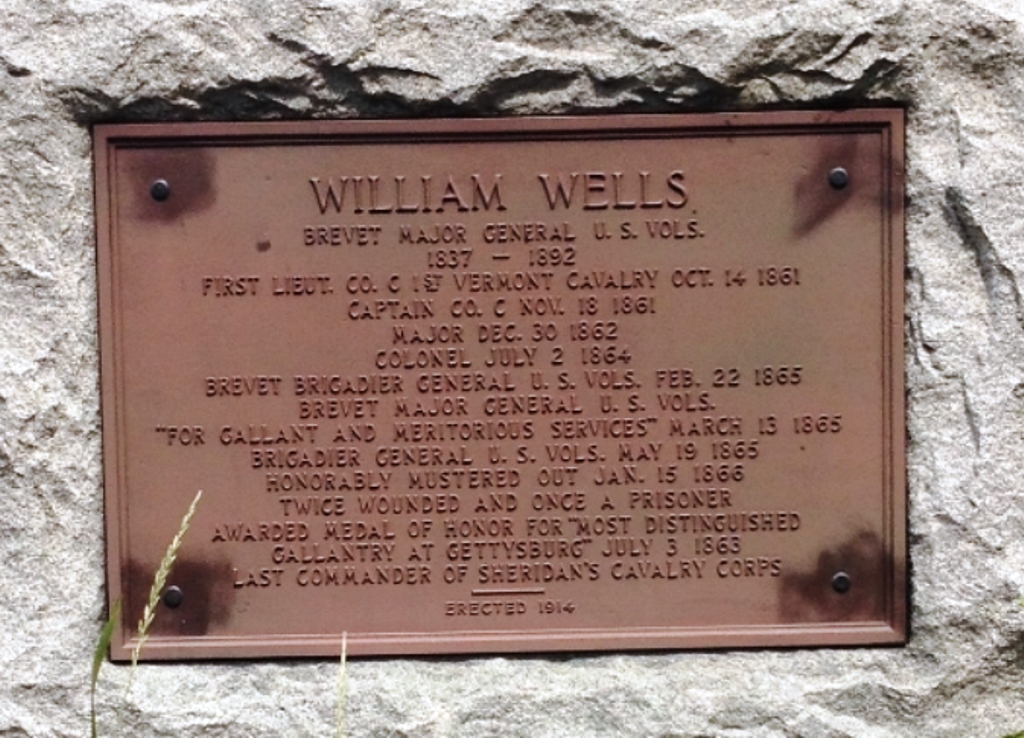 WILLIAM WELLS
BREVET MAJOR GENERAL U. S. VOLS.
1837 — 1892
FIRST LIEUT. CO. C 1ST VERMONT CAVALRY OCT. 14 1861
CAPTAIN CO. C NOV. 18 1861
MAJOR DEC. 30 1862
COLONEL JULY 2 1864
BREVET BRIGADIER GENERAL U. S. VOLS. FEB. 22 1865
BREVET MAJOR GENERAL U. S. VOLS.
"FOR GALLANT AND MERITORIOUS SERVICES" MARCH 13 1865
BRIGADIER GENERAL U. S. VOLS. MAY 19 1865
HONORABLY MUSTERED OUT JAN. 15 1866
TWICE WOUNDED AND ONCE A PRISONER
AWARDED MEDAL OF HONOR FOR "MOST DISTINGUISHED
GALLANTRY AT GETTYSBURG" JULY 3 1863
LAST COMMANDER OF SHERIDAN'S CAVALRY CORPS
ERECTED 1914